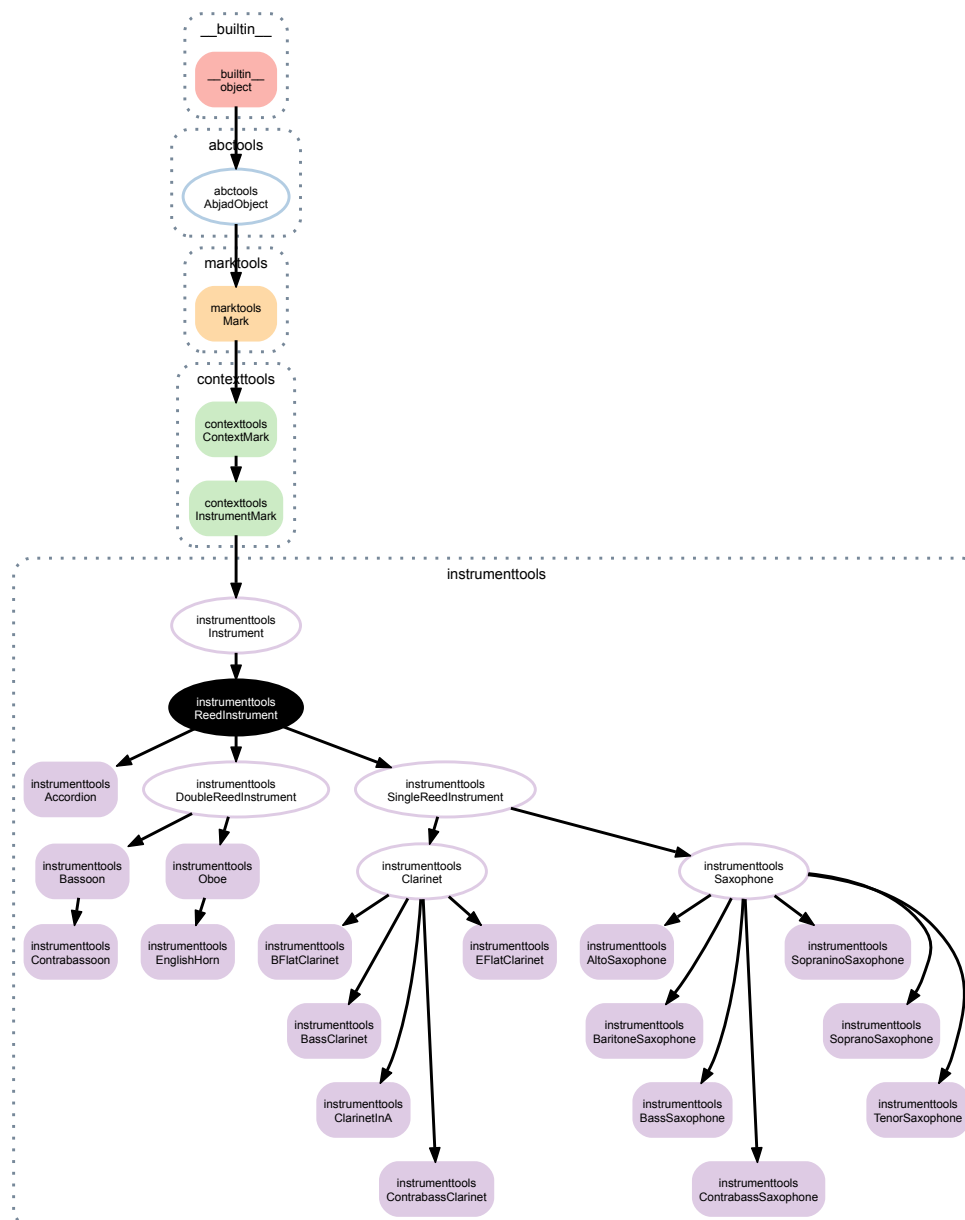 __builtin__
__builtin__
object
abctools
abctools
AbjadObject
marktools
marktools
Mark
contexttools
contexttools
ContextMark
contexttools
InstrumentMark
instrumenttools
instrumenttools
Instrument
instrumenttools
ReedInstrument
instrumenttools
Accordion
instrumenttools
DoubleReedInstrument
instrumenttools
SingleReedInstrument
instrumenttools
Bassoon
instrumenttools
Oboe
instrumenttools
Clarinet
instrumenttools
Saxophone
instrumenttools
Contrabassoon
instrumenttools
EnglishHorn
instrumenttools
BFlatClarinet
instrumenttools
EFlatClarinet
instrumenttools
AltoSaxophone
instrumenttools
SopraninoSaxophone
instrumenttools
BassClarinet
instrumenttools
BaritoneSaxophone
instrumenttools
SopranoSaxophone
instrumenttools
ClarinetInA
instrumenttools
BassSaxophone
instrumenttools
TenorSaxophone
instrumenttools
ContrabassClarinet
instrumenttools
ContrabassSaxophone